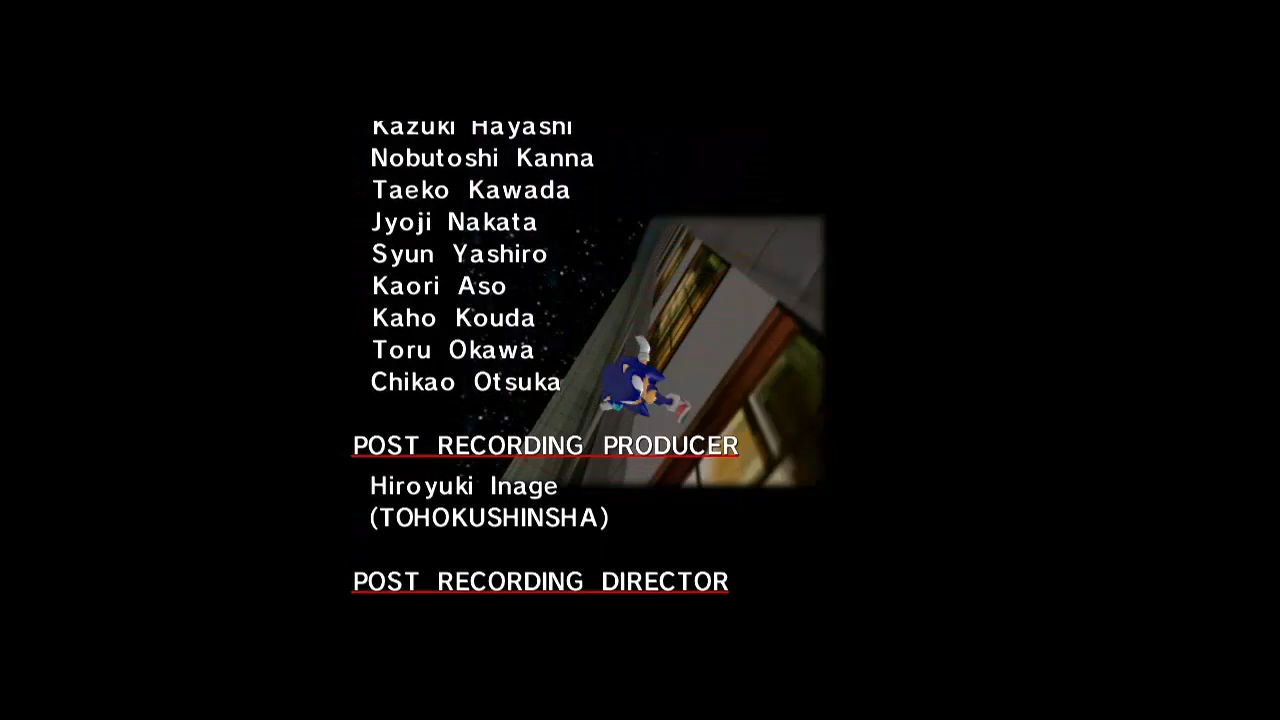 Kazuki Hayashi
Nobutoshi Kanna
Taeko Kawada
Jyoji Nakata
Syun Yashiro
Kaori Aso
Kaho Kouda
Toru Okawa
Chikao Otsuka
POST RECORDING PRODUCER
Hiroyuki Inage
(TOHOKUSHINSHA)
POST RECORDING DIRECTOR